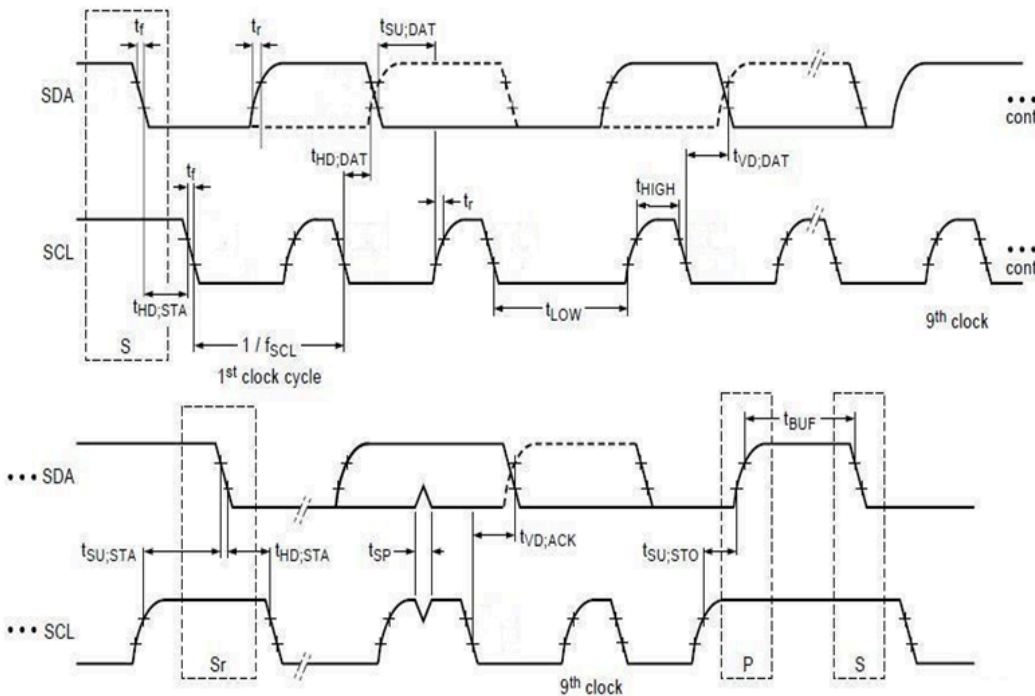 tf
tr
tSU;DAT
SDA
••• cont
tHD;DAT
tVD;DAT
tf
tr
tHIGH
SCL
••• cont
tHD;STA
tLOW
9th clock
S
1 / fSCL
1st clock cycle
tBUF
••• SDA
tSU;STA
tHD;STA
tSP
tVD;ACK
tSU;STO
••• SCL
Sr
P
S
9th clock